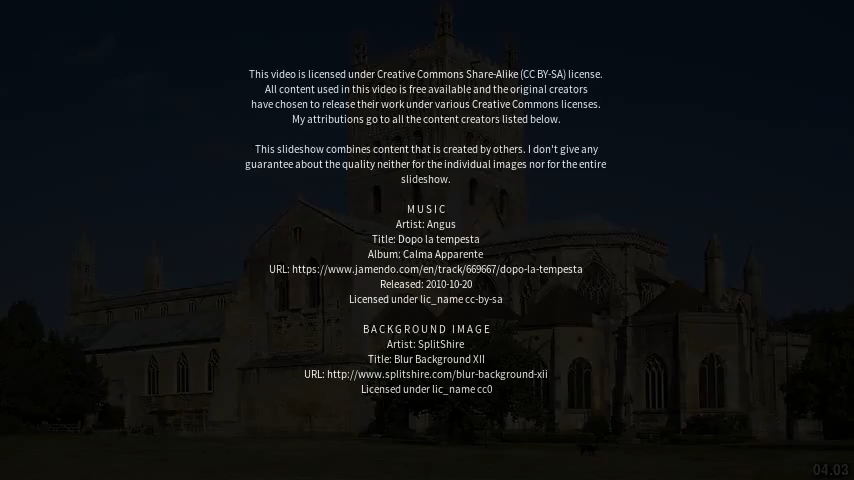 This video is licensed under Creative Commons Share-Alike (CC BY-SA) license.
All content used in this video is free available and the original creators
have chosen to release their work under various Creative Commons licenses.
My attributions go to all the content creators listed below.
This slideshow combines content that is created by others. I don't give any
guarantee about the quality neither for the individual images nor for the entire
slideshow.
MUSIC
Artist: Angus
Title: Dopo la tempesta
Album: Calma Apparente
URL: https://www.jamendo.com/en/track/669667/dopo-la-tempesta
Released: 2010-10-20
Licensed under lic_name cc-by-sa
BACKGROUND IMAGE
Artist: SplitShire
Title: Blur Background XII
URL: http://www.splitshire.com/blur-background-xii
Licensed under lic_name cc0
04.03